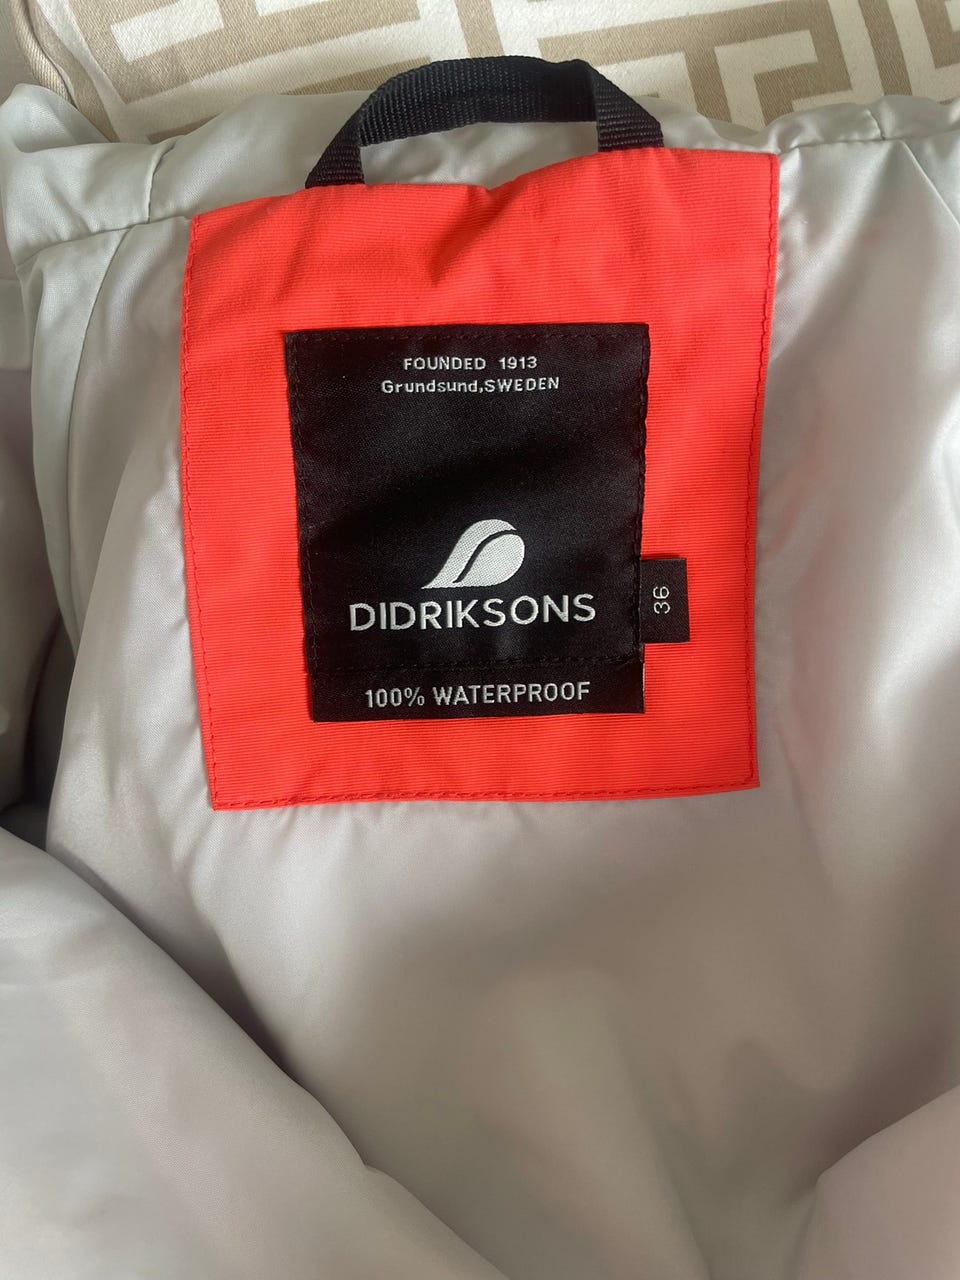 FOUNDED 1913
Grundsund,SWEDEN
DIDRIKSONS
36
100% WATERPROOF